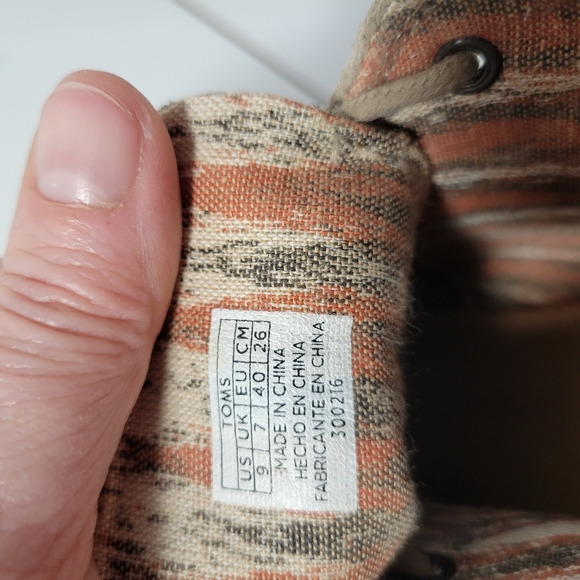 TOMS
US UK EU CM
9 7 40 26
MADE IN CHINA
HECHO EN CHINA
FABRICANTE EN CHINA
300216